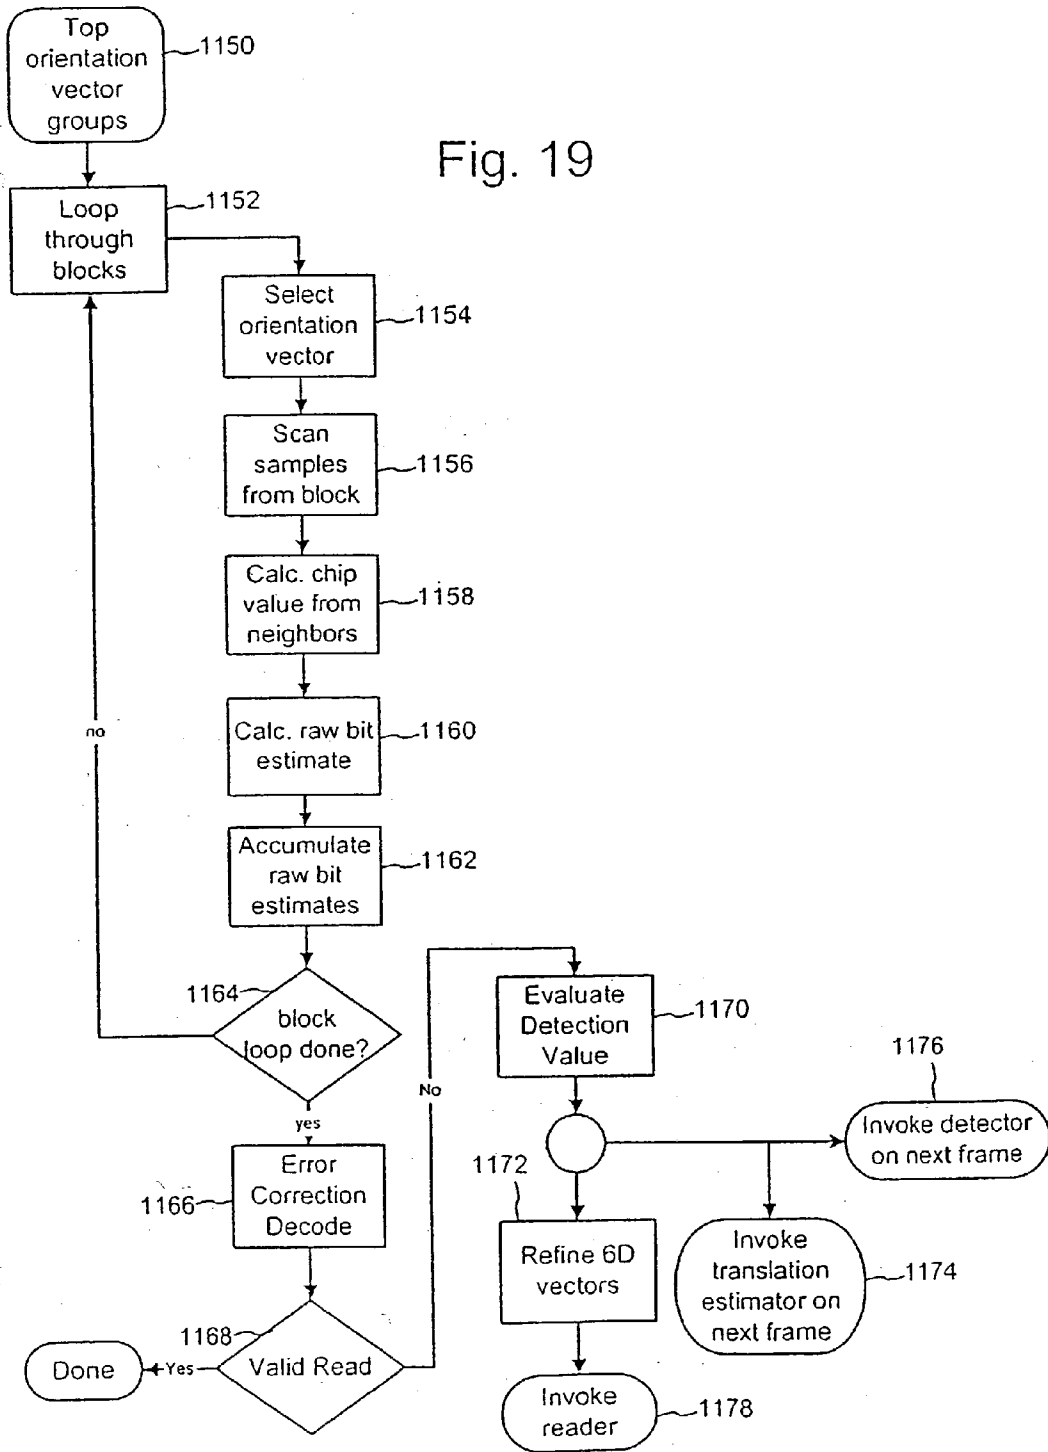 Top
orientation
vector
groups
1150
Fig. 19
Loop
through
blocks
1152
Select
orientation
vector
1154
Scan
samples
from block
1156
Calc. chip
value from
neighbors
1158
no
Calc. raw bit
estimate
1160
Accumulate
raw bit
estimates
1162
1164
block
loop done?
yes
Error
Correction
Decode
1166
1168
Valid Read
Yes
Done
No
Evaluate
Detection
Value
1170
1176
Invoke detector
on next frame
1172
Refine 6D
vectors
Invoke
translation
estimator on
next frame
1174
Invoke
reader
1178